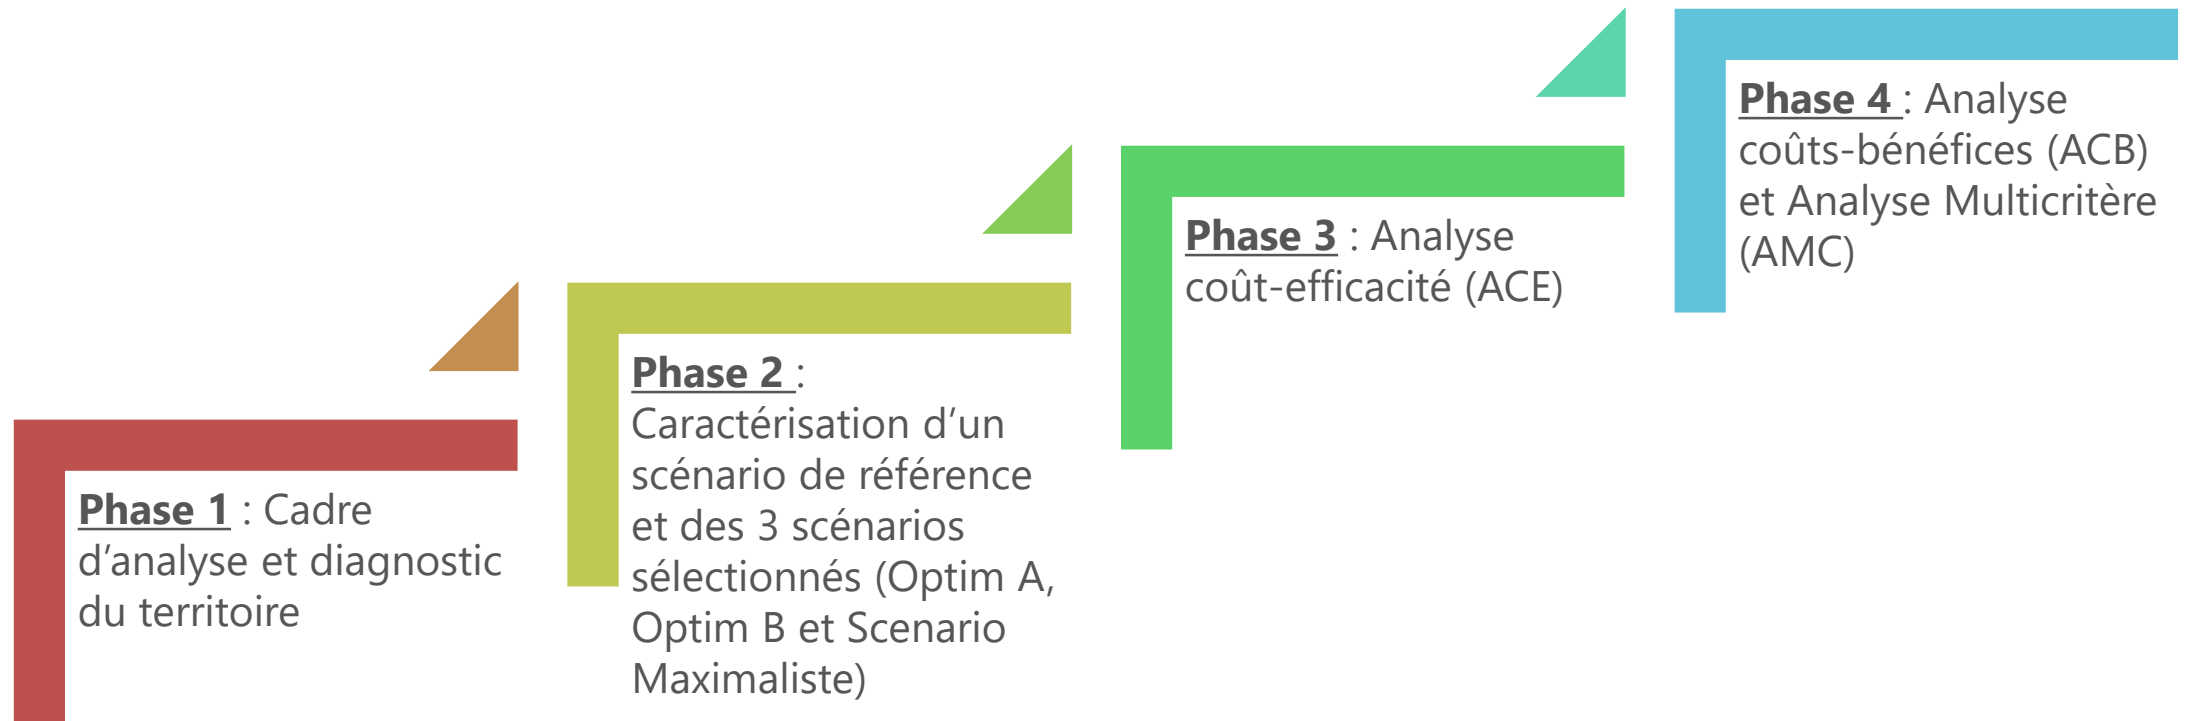 Phase 1 : Cadre
d’analyse et diagnostic
du territoire
Phase 2 :
Caractérisation d’un
scénario de référence
et des 3 scénarios
sélectionnés (Optim A,
Optim B et Scenario
Maximaliste)
Phase 3 : Analyse
coût-efficacité (ACE)
Phase 4 : Analyse
coûts-bénéfices (ACB)
et Analyse Multicritère
(AMC)